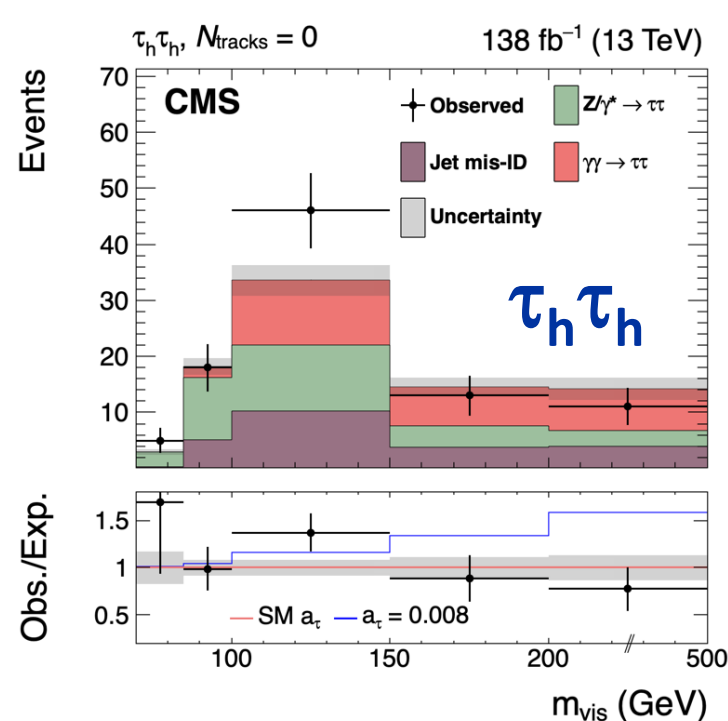 τhτh, Ntracks = 0
138 fb⁻¹ (13 TeV)
Events
70
60
50
40
30
20
10
CMS
Observed
Z/γ* → ττ
Jet mis-ID
γγ → ττ
Uncertainty
τhτh
Obs./Exp.
1.5
1
0.5
SM aτ
aτ = 0.008
100
150
200
500
mvis (GeV)